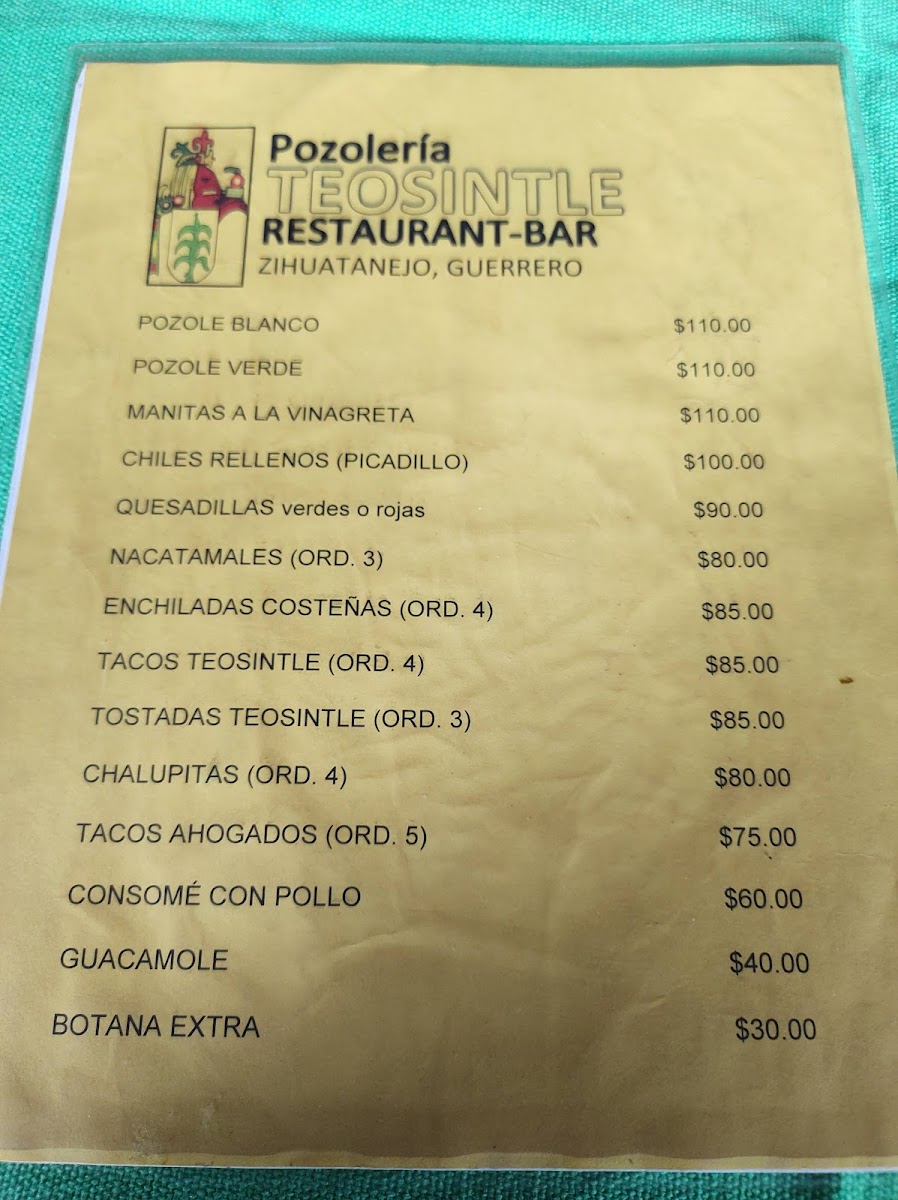 Pozolería
TEOSINTLE
RESTAURANT-BAR
ZIHUATANEJO, GUERRERO
POZOLE BLANCO $110.00
POZOLE VERDE $110.00
MANITAS A LA VINAGRETA $110.00
CHILES RELLENOS (PICADILLO) $100.00
QUESADILLAS verdes o rojas $90.00
NACATAMALES (ORD. 3) $80.00
ENCHILADAS COSTEÑAS (ORD. 4) $85.00
TACOS TEOSINTLE (ORD. 4) $85.00
TOSTADAS TEOSINTLE (ORD. 3) $85.00
CHALUPITAS (ORD. 4) $80.00
TACOS AHOGADOS (ORD. 5) $75.00
CONSOMÉ CON POLLO $60.00
GUACAMOLE $40.00
BOTANA EXTRA $30.00